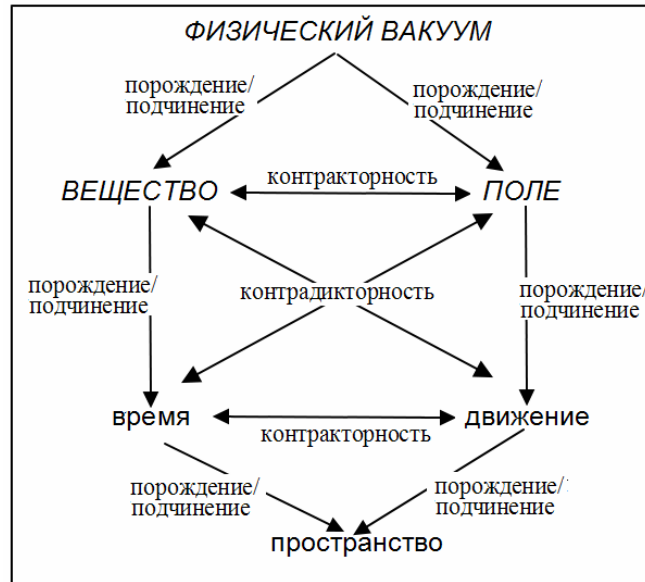 ФИЗИЧЕСКИЙ ВАКУУМ
порождение/
подчинение
порождение/
подчинение
ВЕЩЕСТВО
контракторность
ПОЛЕ
порождение/
подчинение
контрадикторность
порождение/
подчинение
время
контракторность
движение
порождение/
подчинение
порождение/
подчинение
пространство